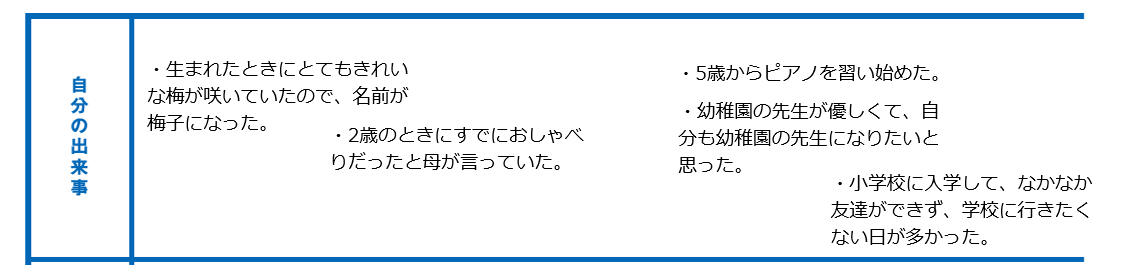 自分の出来事
・生まれたときにとてもきれい
な梅が咲いていたので、名前が
梅子になった。
・2歳のときにすでにおしゃべ
りだったと母が言っていた。
・5歳からピアノを習い始めた。
・幼稚園の先生が優しくて、自
分も幼稚園の先生になりたいと
思った。
・小学校に入学して、なかなか
友達ができず、学校に行きたく
ない日が多かった。